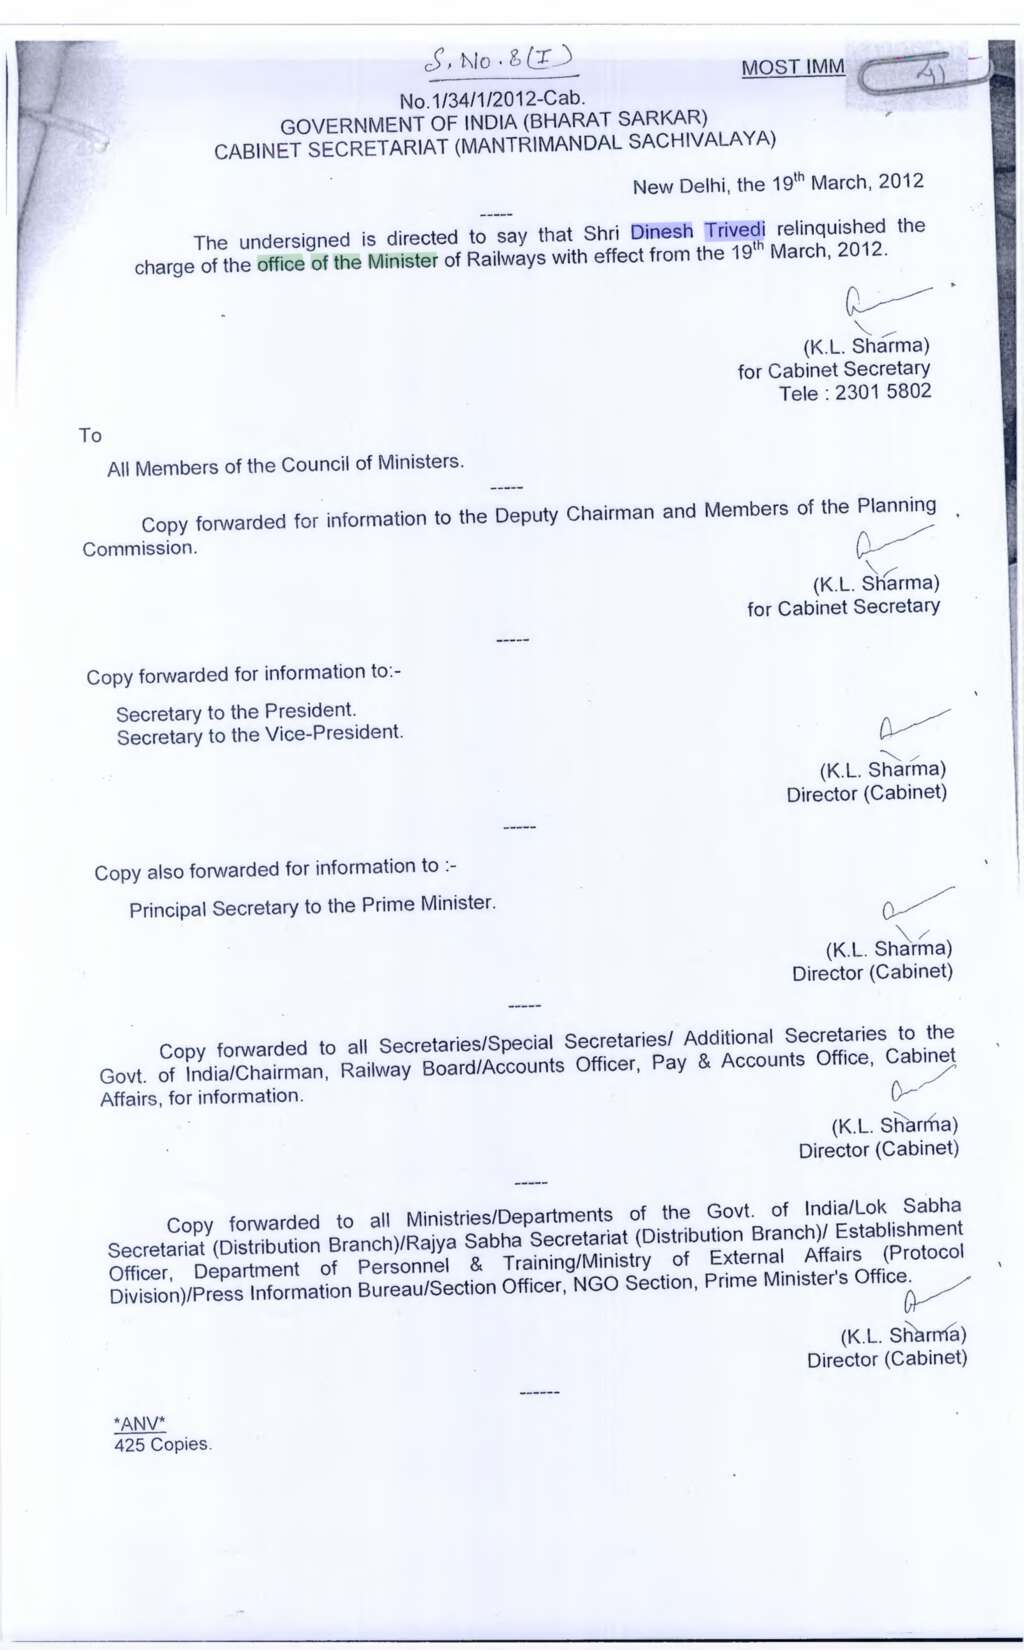 S. No. 8(I)
MOST IMM
41
No.1/34/1/2012-Cab.
GOVERNMENT OF INDIA (BHARAT SARKAR)
CABINET SECRETARIAT (MANTRIMANDAL SACHIVALAYA)
New Delhi, the 19th March, 2012
-----
The undersigned is directed to say that Shri Dinesh Trivedi relinquished the
charge of the office of the Minister of Railways with effect from the 19th March, 2012.
(K.L. Sharma)
for Cabinet Secretary
Tele : 2301 5802
To
All Members of the Council of Ministers.
-----
Copy forwarded for information to the Deputy Chairman and Members of the Planning
Commission.
(K.L. Sharma)
for Cabinet Secretary
-----
Copy forwarded for information to:-
Secretary to the President.
Secretary to the Vice-President.
(K.L. Sharma)
Director (Cabinet)
-----
Copy also forwarded for information to :-
Principal Secretary to the Prime Minister.
(K.L. Sharma)
Director (Cabinet)
-----
Copy forwarded to all Secretaries/Special Secretaries/ Additional Secretaries to the
Govt. of India/Chairman, Railway Board/Accounts Officer, Pay & Accounts Office, Cabinet
Affairs, for information.
(K.L. Sharma)
Director (Cabinet)
-----
Copy forwarded to all Ministries/Departments of the Govt. of India/Lok Sabha
Secretariat (Distribution Branch)/Rajya Sabha Secretariat (Distribution Branch)/ Establishment
Officer, Department of Personnel & Training/Ministry of External Affairs (Protocol
Division)/Press Information Bureau/Section Officer, NGO Section, Prime Minister's Office.
(K.L. Sharma)
Director (Cabinet)
------
*ANV*
425 Copies.